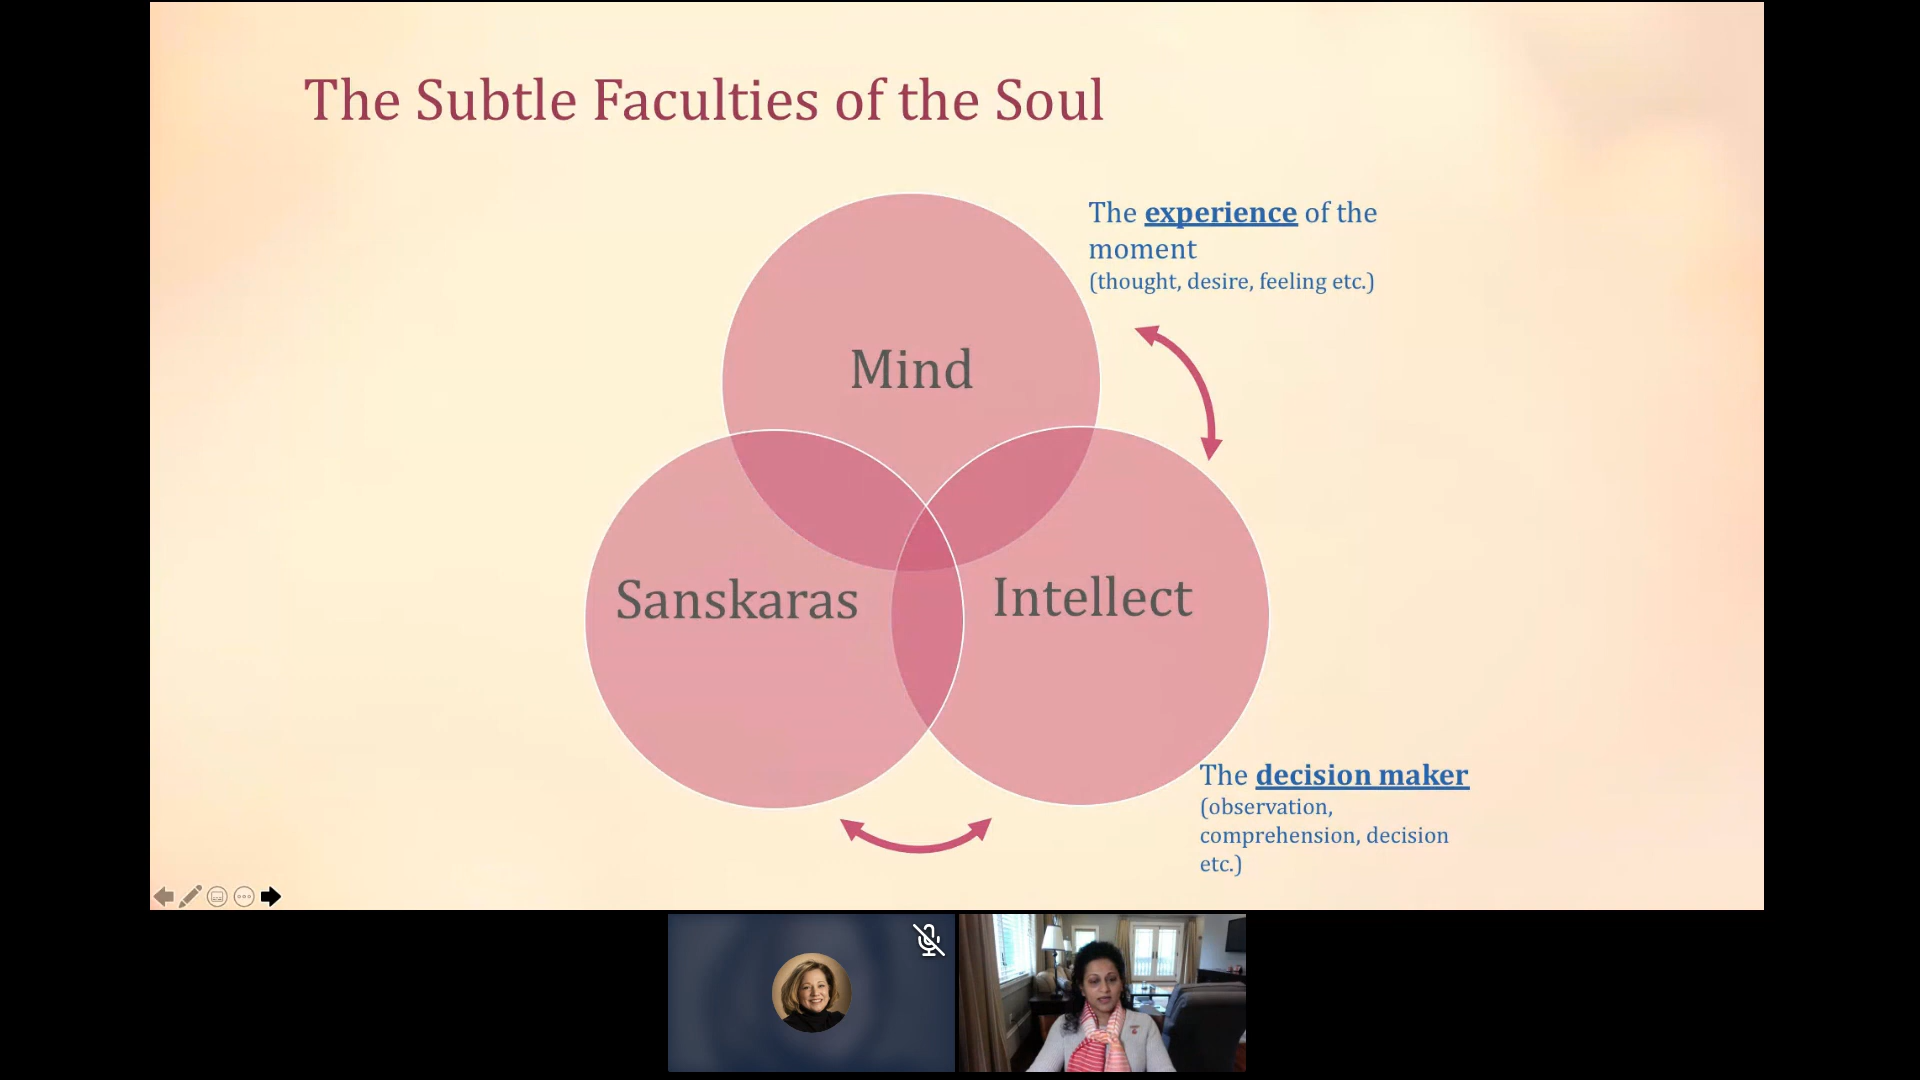 The Subtle Faculties of the Soul
The experience of the
moment
(thought, desire, feeling etc.)
Mind
Sanskaras
Intellect
The decision maker
(observation,
comprehension, decision
etc.)